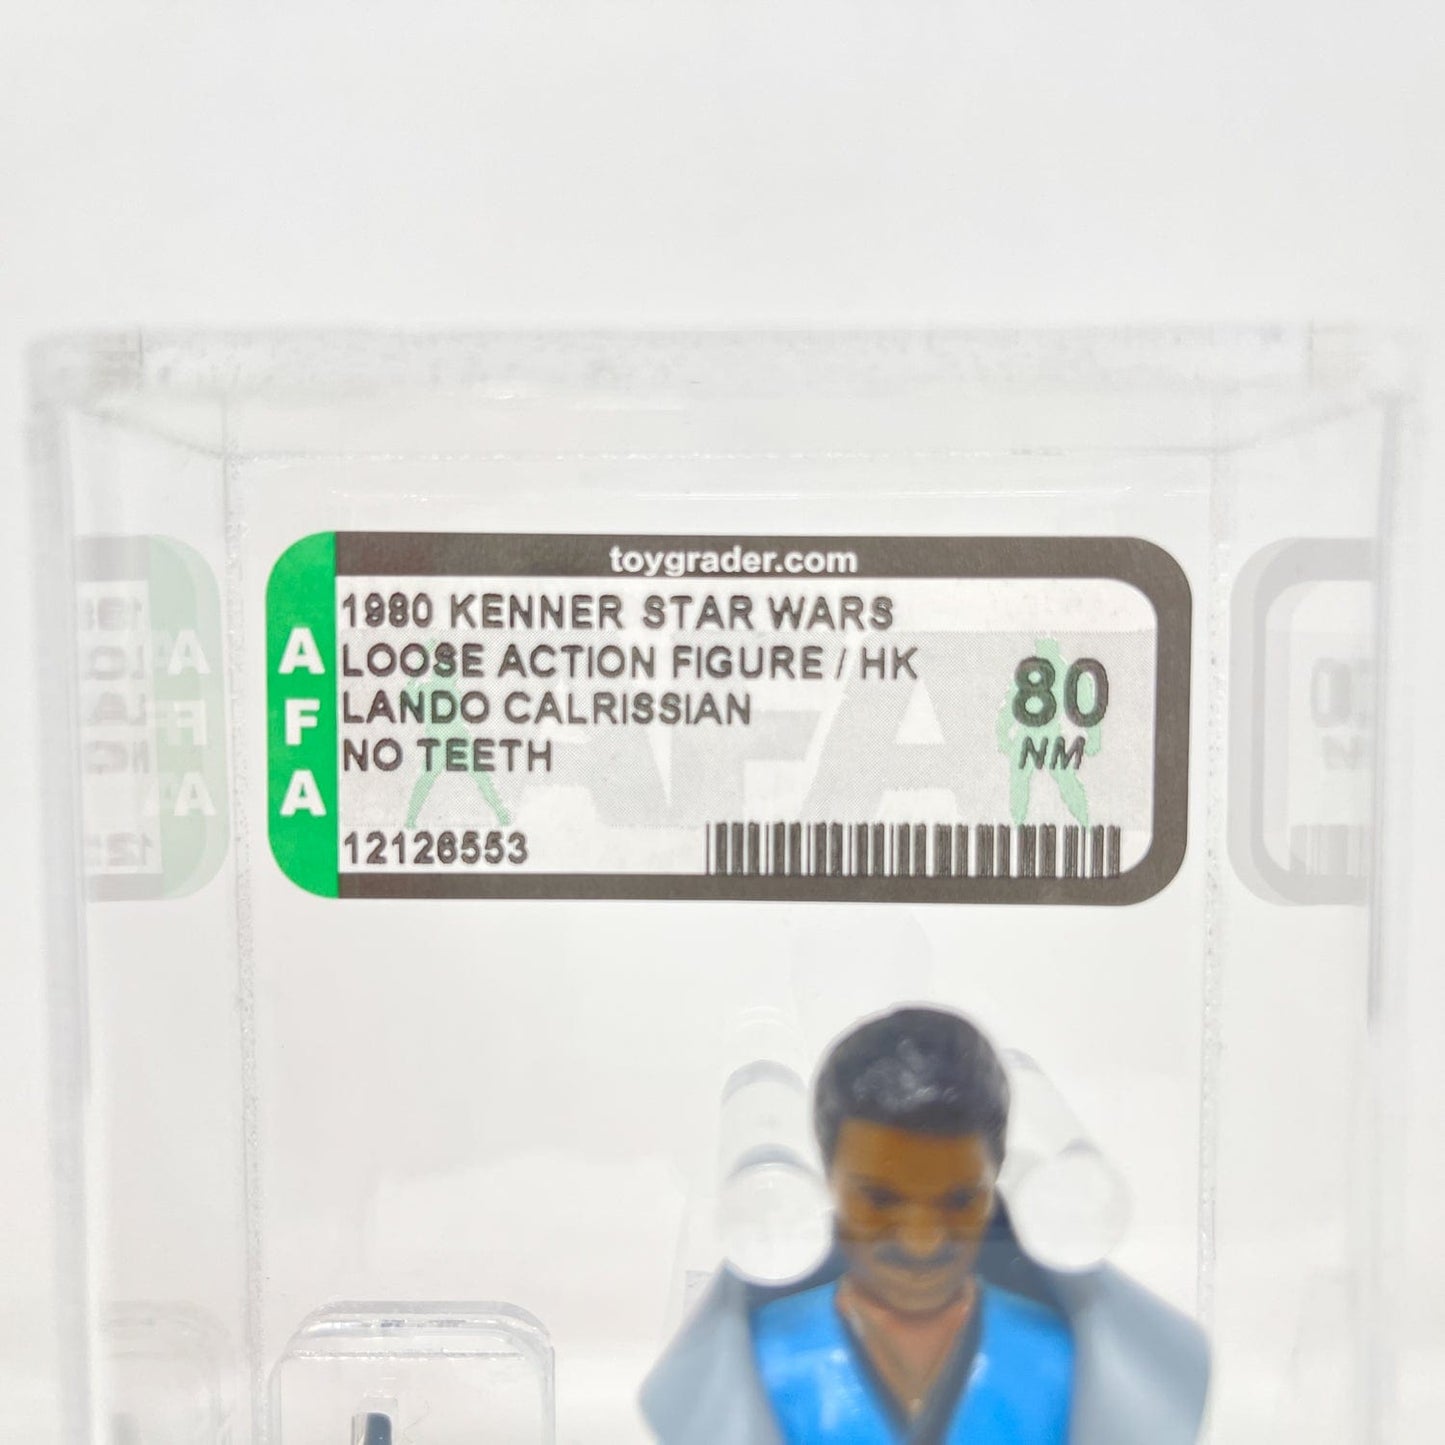 toygrader.com
AFA
1980 KENNER STAR WARS
LOOSE ACTION FIGURE / HK
LANDO CALRISSIAN
NO TEETH
80
NM
12126553